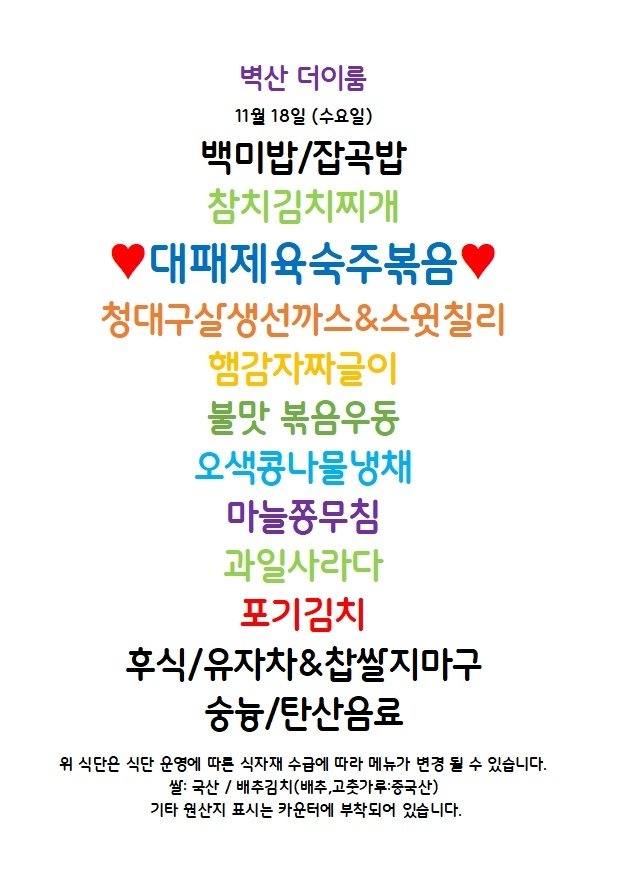 벽산 더이룸
11월 18일 (수요일)
백미밥/잡곡밥
참치김치찌개
♥대패제육숙주볶음♥
청대구살생선까스&스윗칠리
햄감자짜글이
불맛 볶음우동
오색콩나물냉채
마늘쫑무침
과일사라다
포기김치
후식/유자차&찹쌀지마구
숭늉/탄산음료
위 식단은 식단 운영에 따른 식자재 수급에 따라 메뉴가 변경 될 수 있습니다.
쌀: 국산 / 배추김치(배추,고춧가루:중국산)
기타 원산지 표시는 카운터에 부착되어 있습니다.